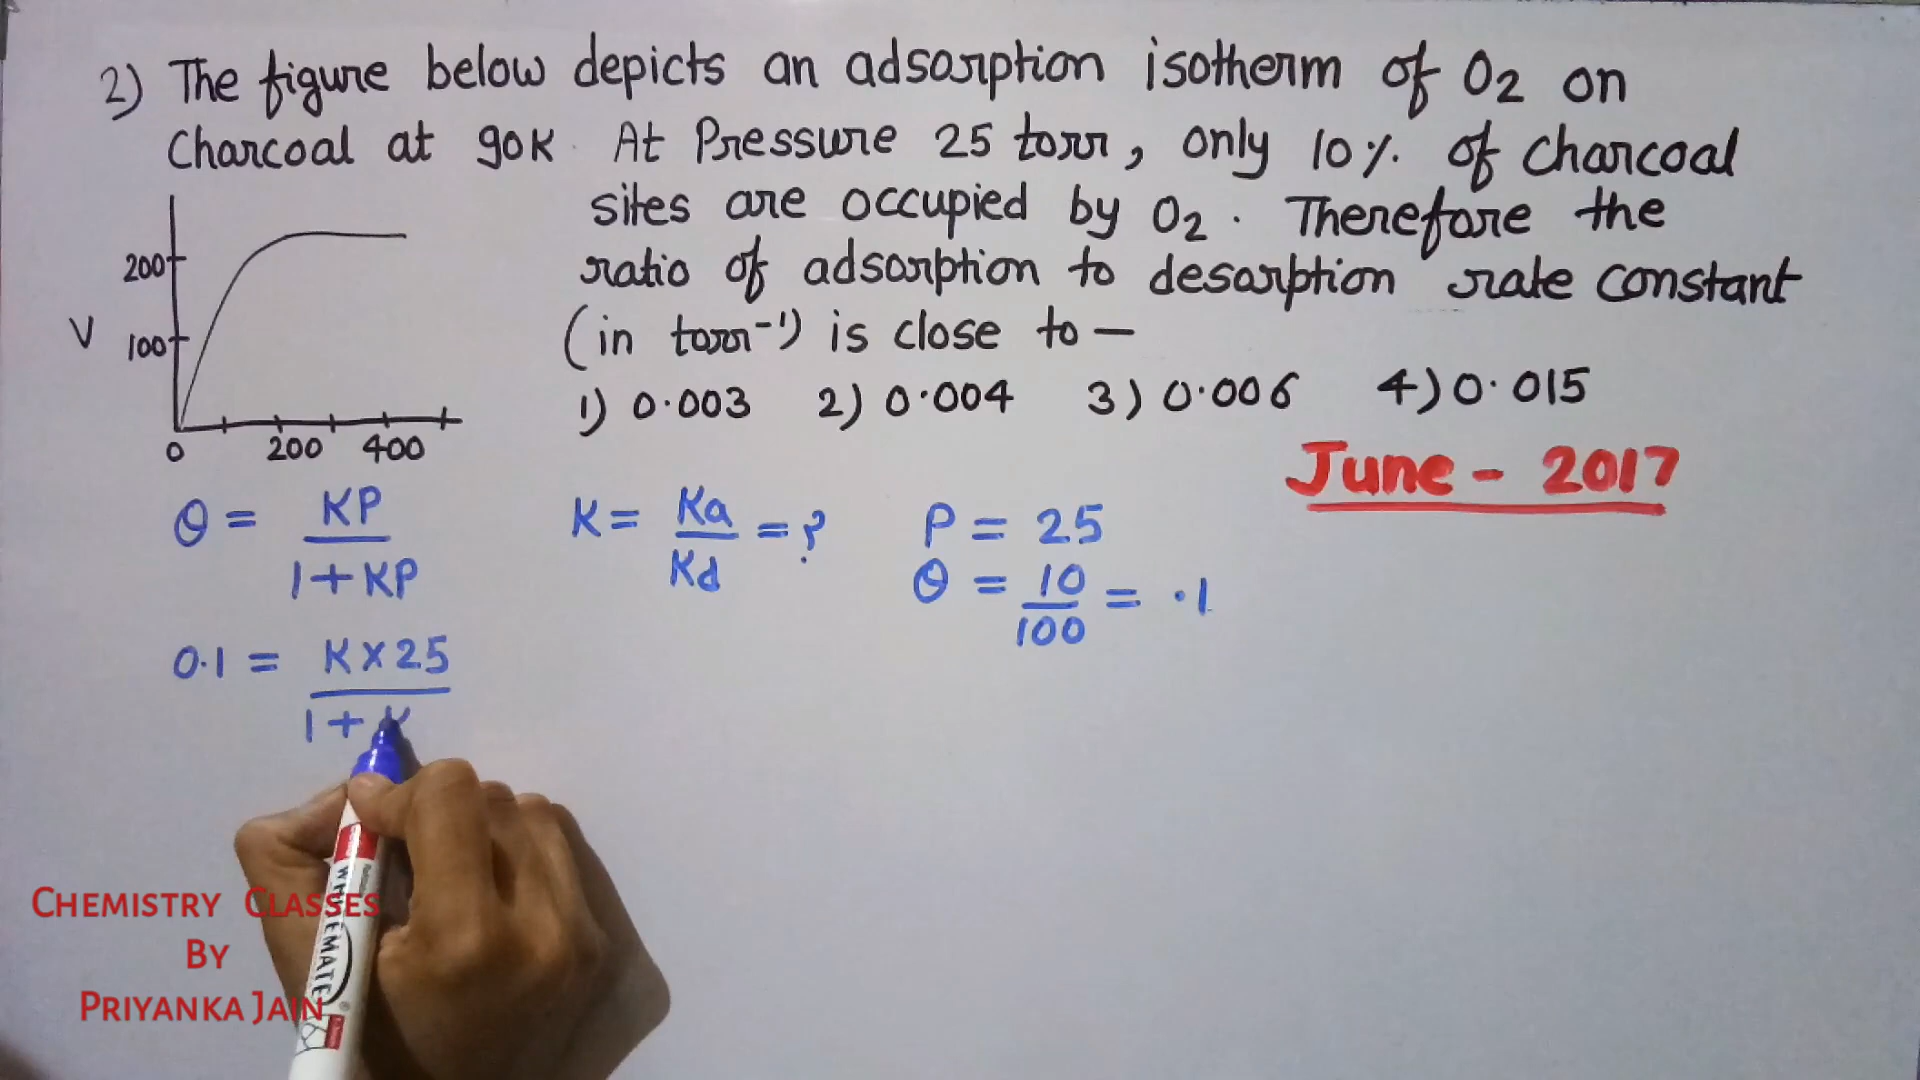 2) The figure below depicts an adsorption isotherm of O2 on
Charcoal at 90K. At Pressure 25 torr, only 10%. of charcoal
sites are occupied by O2. Therefore the
ratio of adsorption to desorption rate constant
(in torr⁻¹) is close to —
1) 0.003 2) 0.004 3) 0.006 4) 0.015
200
V 100
0 200 400
June - 2017
θ = KP
1+KP
K = Ka = ?
Kd
P = 25
θ = 10 = .1
100
0.1 = K×25
1+K
CHEMISTRY CLASSES
BY
PRIYANKA JAIN
WHITEMATE